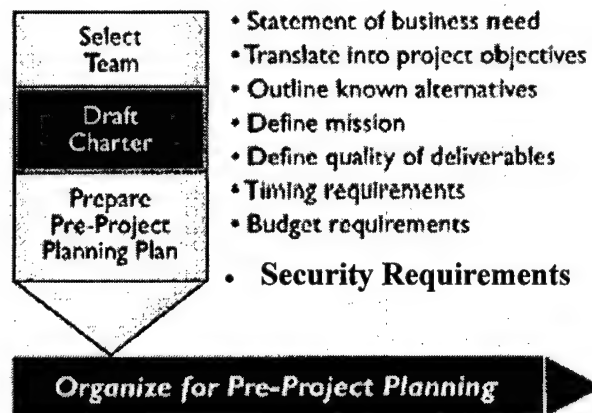 Select
Team
Draft
Charter
Prepare
Pre-Project
Planning Plan
• Statement of business need
• Translate into project objectives
• Outline known alternatives
• Define mission
• Define quality of deliverables
• Timing requirements
• Budget requirements
• Security Requirements
Organize for Pre-Project Planning